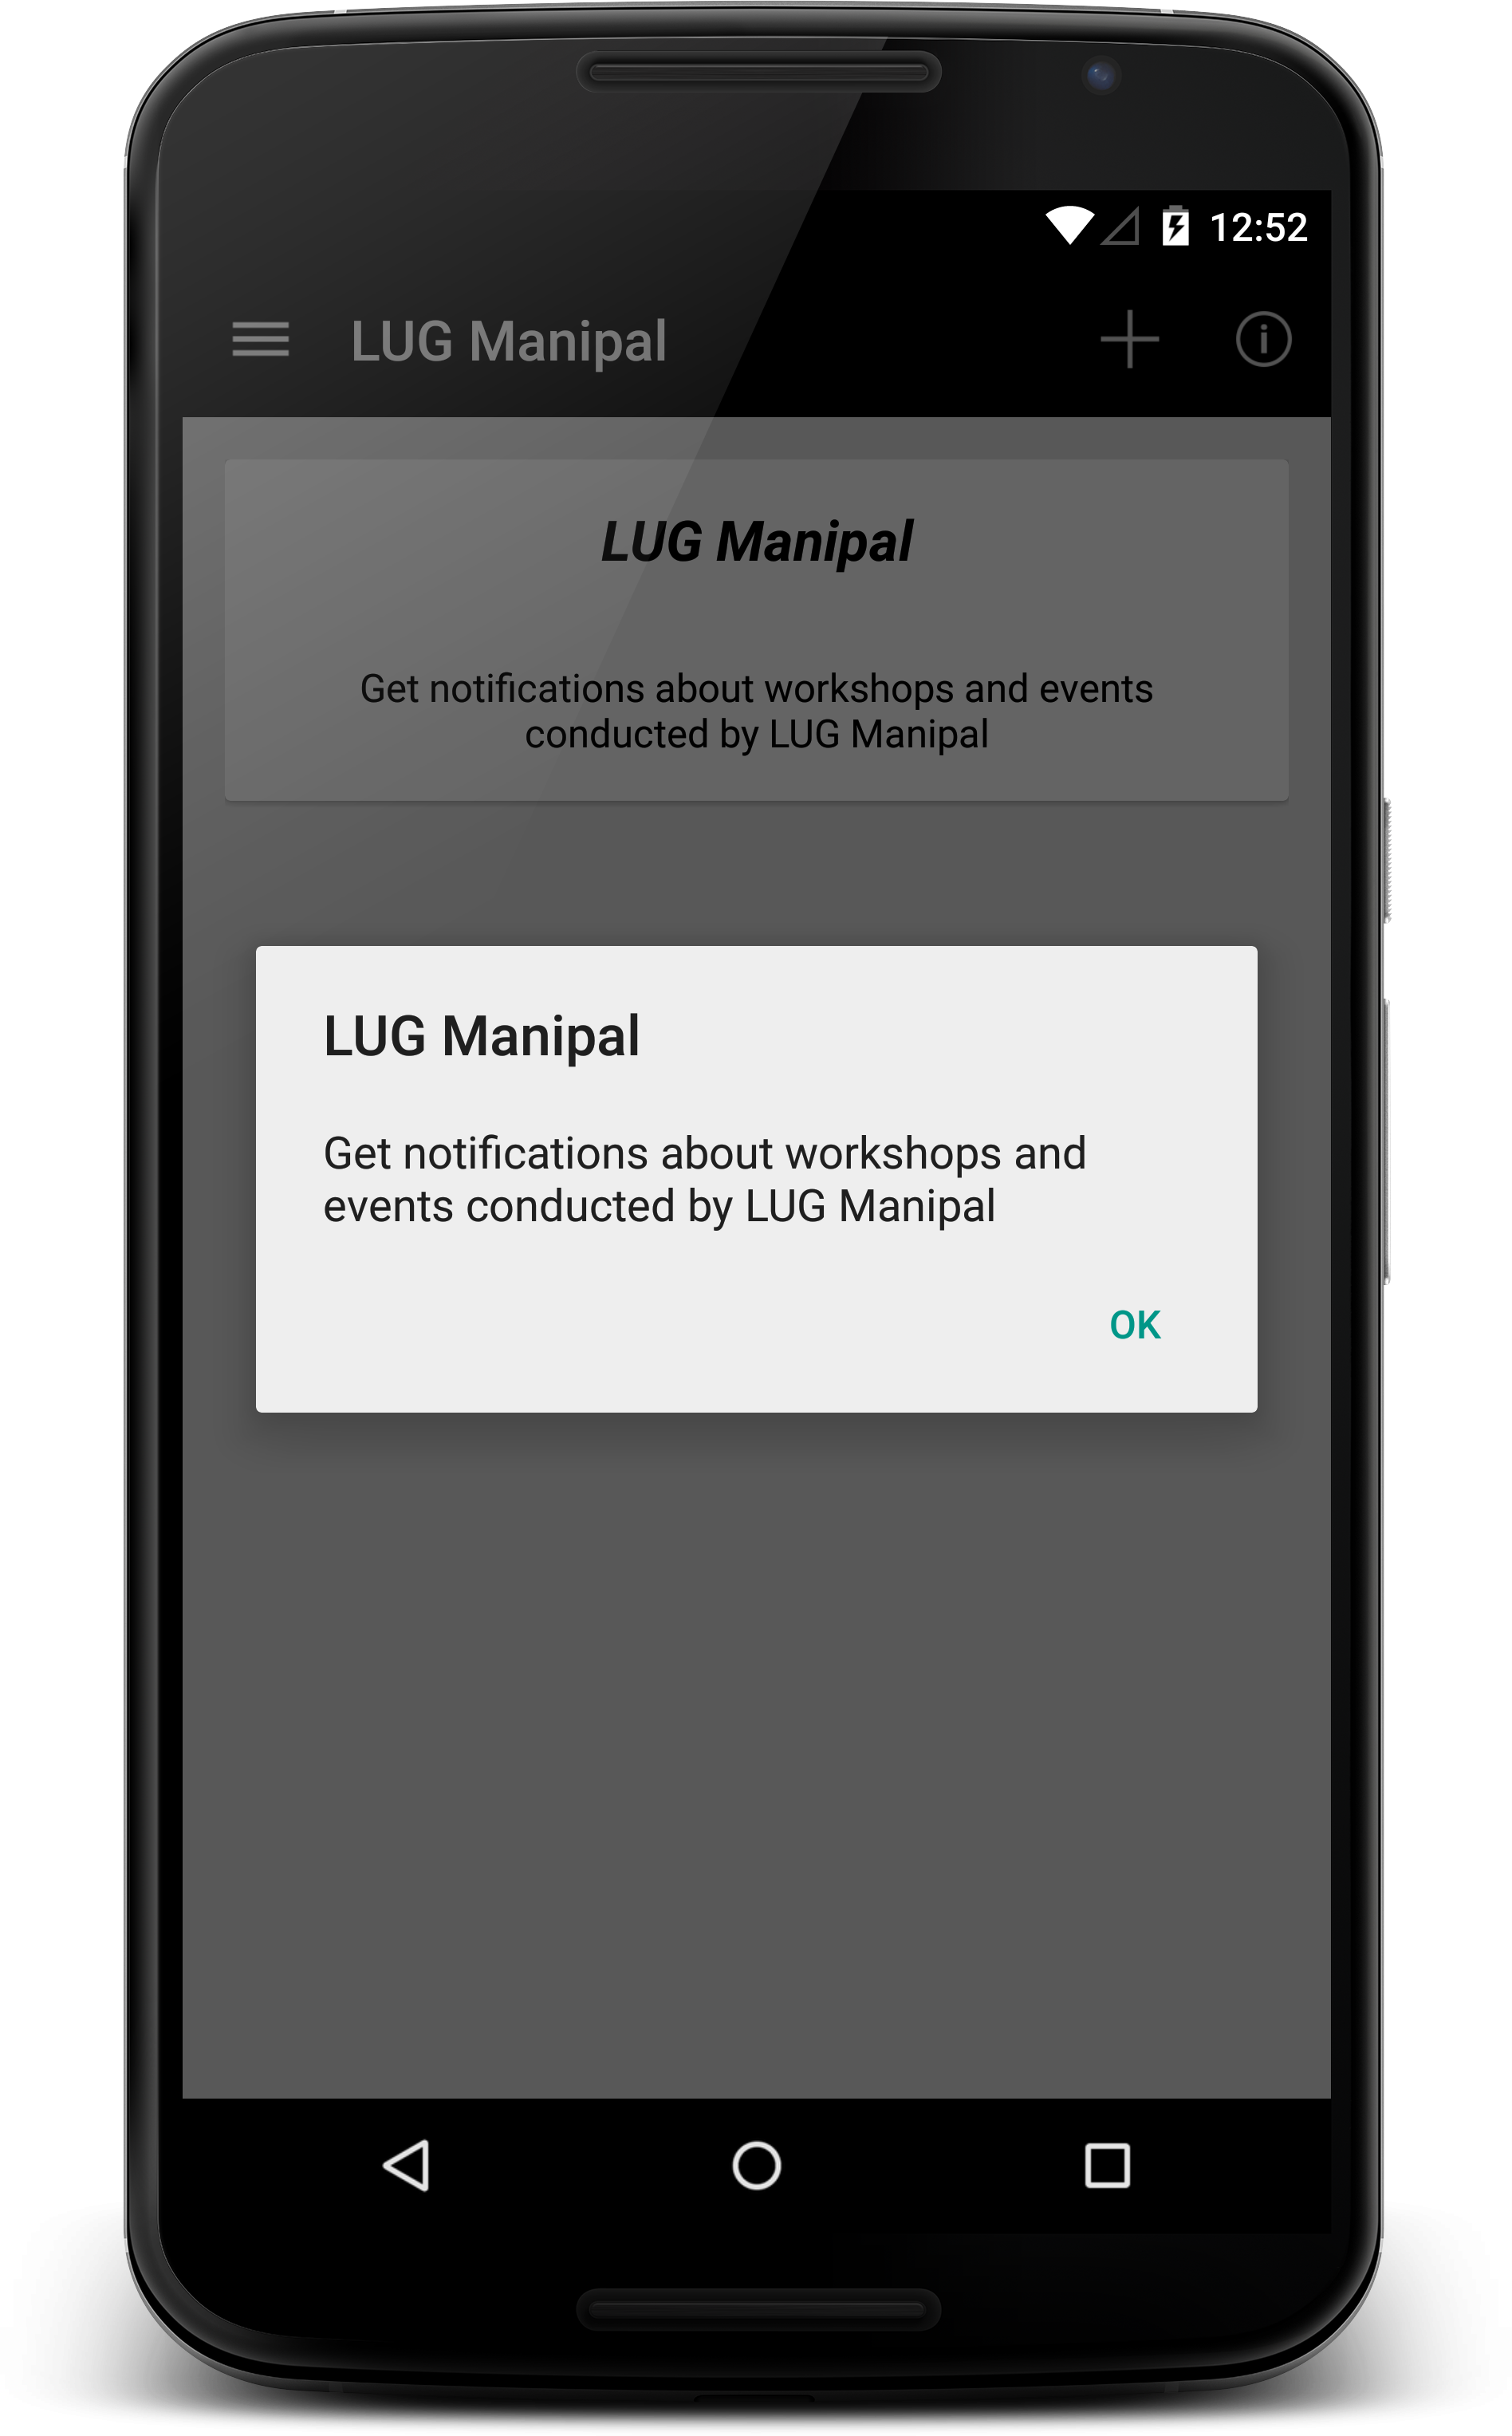 12:52
LUG Manipal
LUG Manipal
Get notifications about workshops and events
conducted by LUG Manipal
LUG Manipal
Get notifications about workshops and
events conducted by LUG Manipal
OK